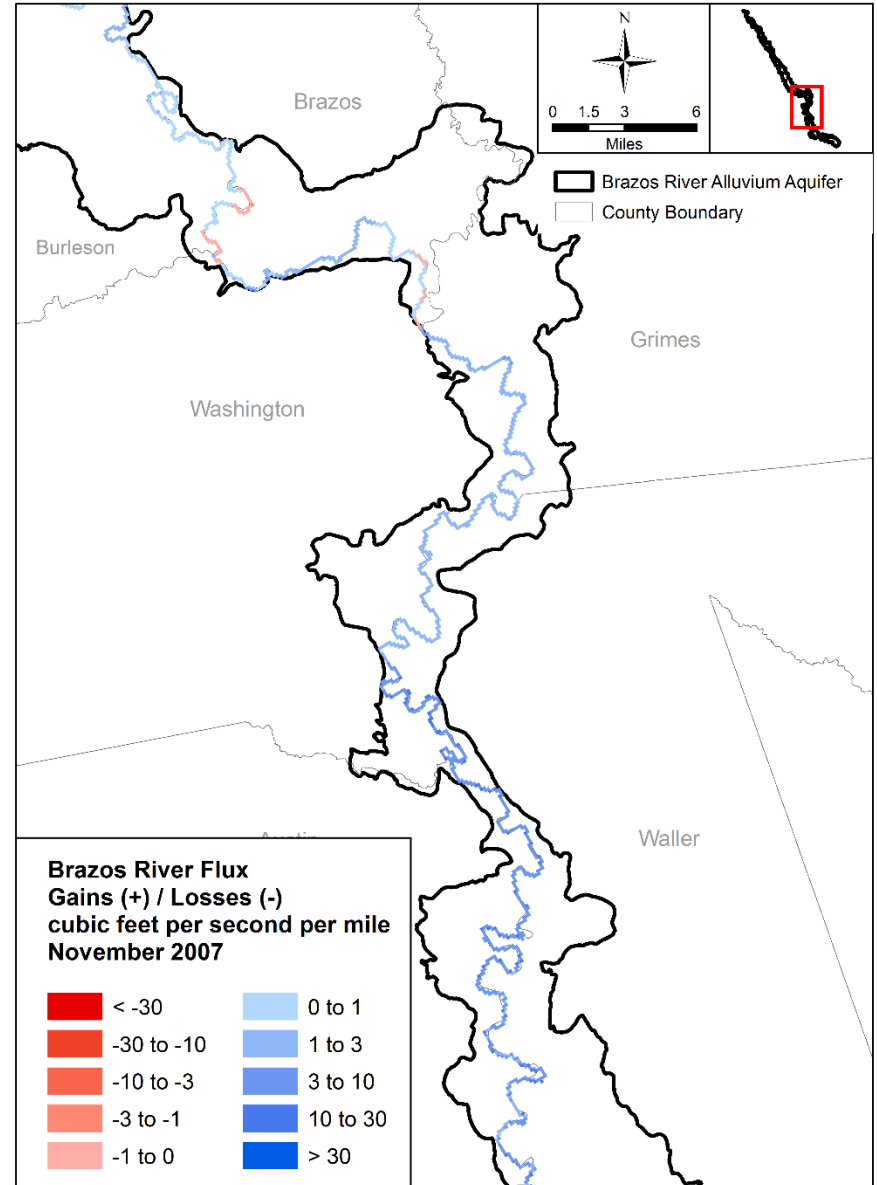 N
0 1.5 3 6
Miles
Brazos River Alluvium Aquifer
County Boundary
Brazos
Burleson
Grimes
Washington
Waller
Austin
Brazos River Flux
Gains (+) / Losses (-)
cubic feet per second per mile
November 2007
< -30
-30 to -10
-10 to -3
-3 to -1
-1 to 0
0 to 1
1 to 3
3 to 10
10 to 30
> 30